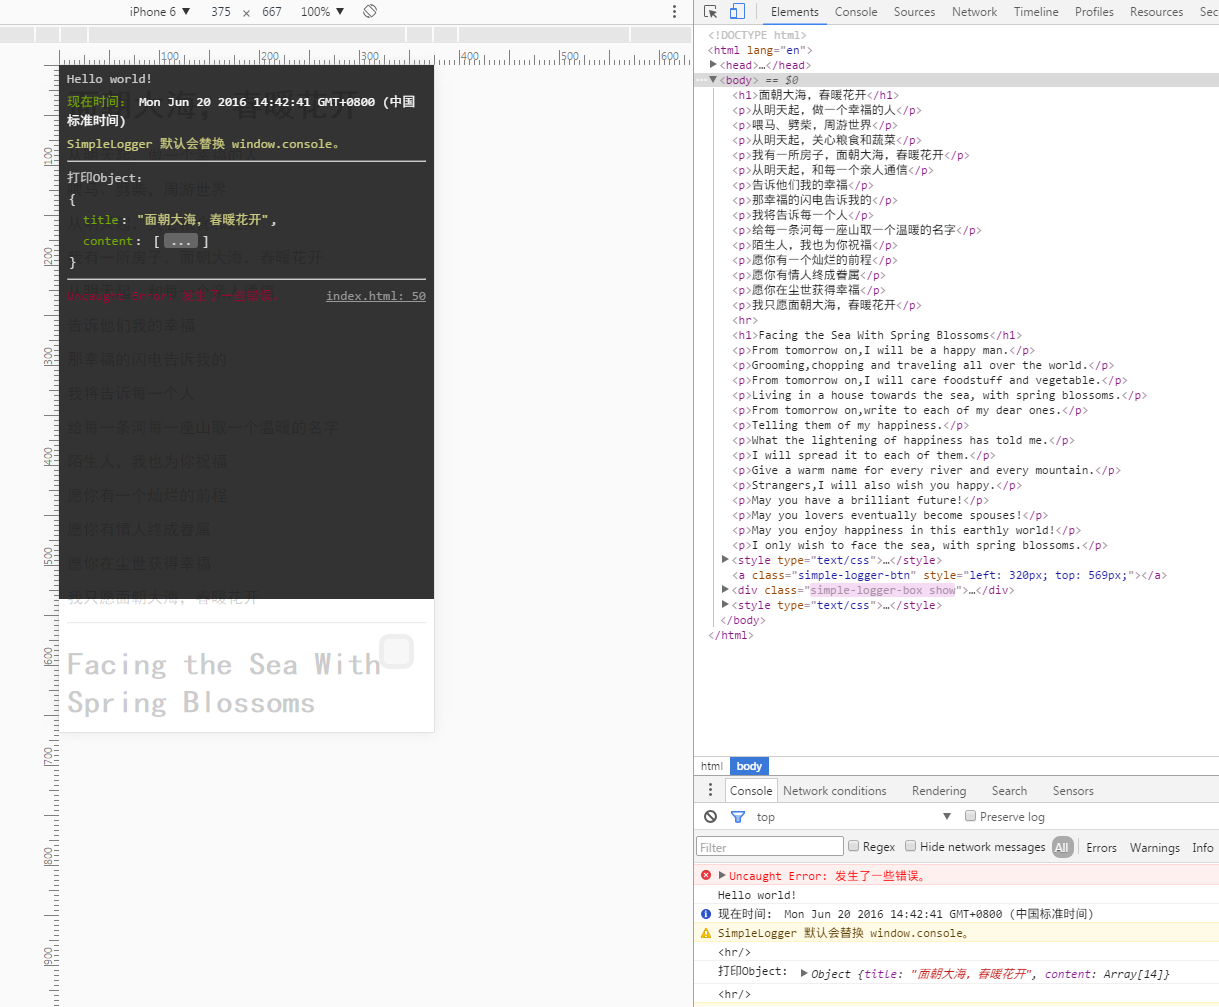 iPhone 6 ▼ 375 × 667 100% ▼
100 200 300 400 500 600
100
200
300
400
500
600
700
800
900
Hello world!
现在时间: Mon Jun 20 2016 14:42:41 GMT+0800 (中国
标准时间)
SimpleLogger 默认会替换 window.console。
打印Object:
{
title: "面朝大海，春暖花开",
content: [ ... ]
}
Uncaught Error: 发生了一些错误。 index.html: 50
告诉他们我的幸福
那幸福的闪电告诉我的
我将告诉每一个人
给每一条河每一座山取一个温暖的名字
陌生人，我也为你祝福
愿你有一个灿烂的前程
愿你有情人终成眷属
愿你在尘世获得幸福
我只愿面朝大海，春暖花开
Facing the Sea With
Spring Blossoms
Elements Console Sources Network Timeline Profiles Resources Sec
<!DOCTYPE html>
<html lang="en">
<head>…</head>
<body> == $0
<h1>面朝大海，春暖花开</h1>
<p>从明天起，做一个幸福的人</p>
<p>喂马、劈柴，周游世界</p>
<p>从明天起，关心粮食和蔬菜</p>
<p>我有一所房子，面朝大海，春暖花开</p>
<p>从明天起，和每一个亲人通信</p>
<p>告诉他们我的幸福</p>
<p>那幸福的闪电告诉我的</p>
<p>我将告诉每一个人</p>
<p>给每一条河每一座山取一个温暖的名字</p>
<p>陌生人，我也为你祝福</p>
<p>愿你有一个灿烂的前程</p>
<p>愿你有情人终成眷属</p>
<p>愿你在尘世获得幸福</p>
<p>我只愿面朝大海，春暖花开</p>
<hr>
<h1>Facing the Sea With Spring Blossoms</h1>
<p>From tomorrow on,I will be a happy man.</p>
<p>Grooming,chopping and traveling all over the world.</p>
<p>From tomorrow on,I will care foodstuff and vegetable.</p>
<p>Living in a house towards the sea, with spring blossoms.</p>
<p>From tomorrow on,write to each of my dear ones.</p>
<p>Telling them of my happiness.</p>
<p>What the lightening of happiness has told me.</p>
<p>I will spread it to each of them.</p>
<p>Give a warm name for every river and every mountain.</p>
<p>Strangers,I will also wish you happy.</p>
<p>May you have a brilliant future!</p>
<p>May you lovers eventually become spouses!</p>
<p>May you enjoy happiness in this earthly world!</p>
<p>I only wish to face the sea, with spring blossoms.</p>
<style type="text/css">…</style>
<a class="simple-logger-btn" style="left: 320px; top: 569px;"></a>
<div class="simple-logger-box show">…</div>
<style type="text/css">…</style>
</body>
</html>
html body
Console Network conditions Rendering Search Sensors
top ▼ Preserve log
Filter Regex Hide network messages All Errors Warnings Info
Uncaught Error: 发生了一些错误。
Hello world!
现在时间: Mon Jun 20 2016 14:42:41 GMT+0800 (中国标准时间)
SimpleLogger 默认会替换 window.console。
<hr/>
打印Object: Object {title: "面朝大海，春暖花开", content: Array[14]}
<hr/>